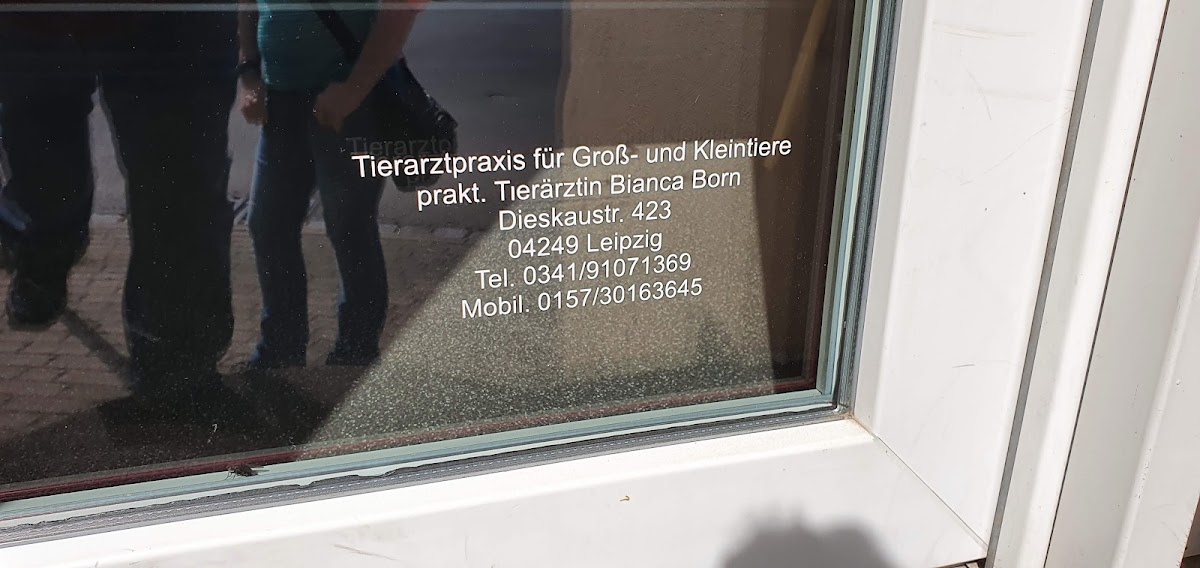 Tierarztpraxis für Groß- und Kleintiere
prakt. Tierärztin Bianca Born
Dieskaustr. 423
04249 Leipzig
Tel. 0341/91071369
Mobil. 0157/30163645